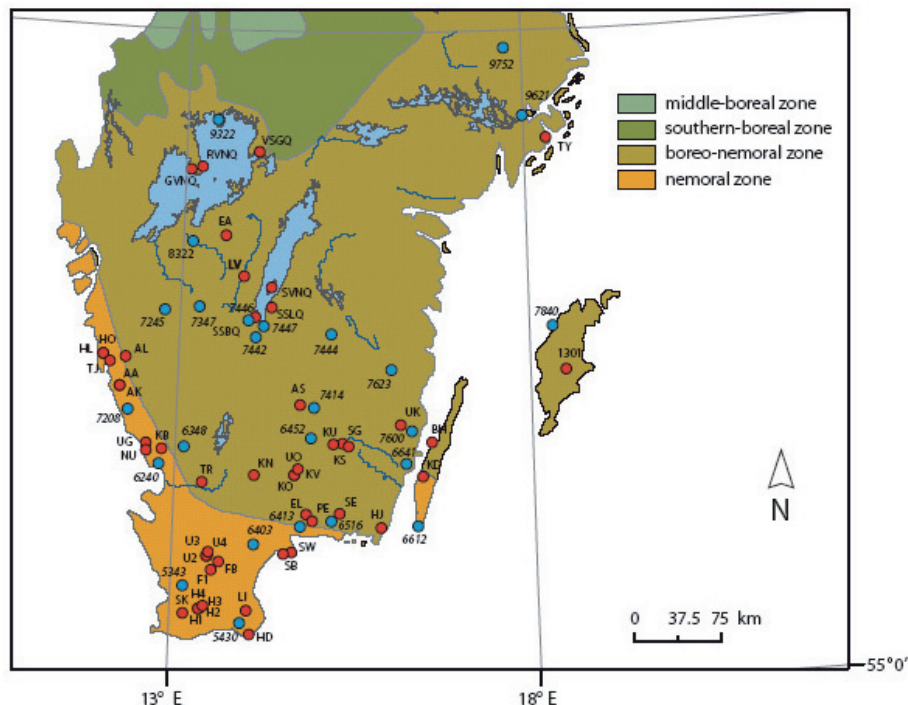 9752
9621
TY
middle-boreal zone
southern-boreal zone
boreo-nemoral zone
nemoral zone
9322
VSGQ
RVNQ
GVNQ
EA
8322
LV
SVNQ
7446
SSLQ
7245
7347
SSBQ
7447
7442
7444
7840
1301
HO
HL
AL
TJ
AA
AK
7623
7208
AS
7414
UK
6452
KU
SG
7600
BH
UG
KB
6348
NU
KS
6641
UO
KN
KV
KD
TR
KO
6240
EL
PE
SE
6413
HJ
6516
6612
6403
U3
U4
SW
U2
FB
SB
5343
F1
H4
SK
H3
LI
H1
H2
5430
HD
N
0 37.5 75 km
55°0'
13° E
18° E